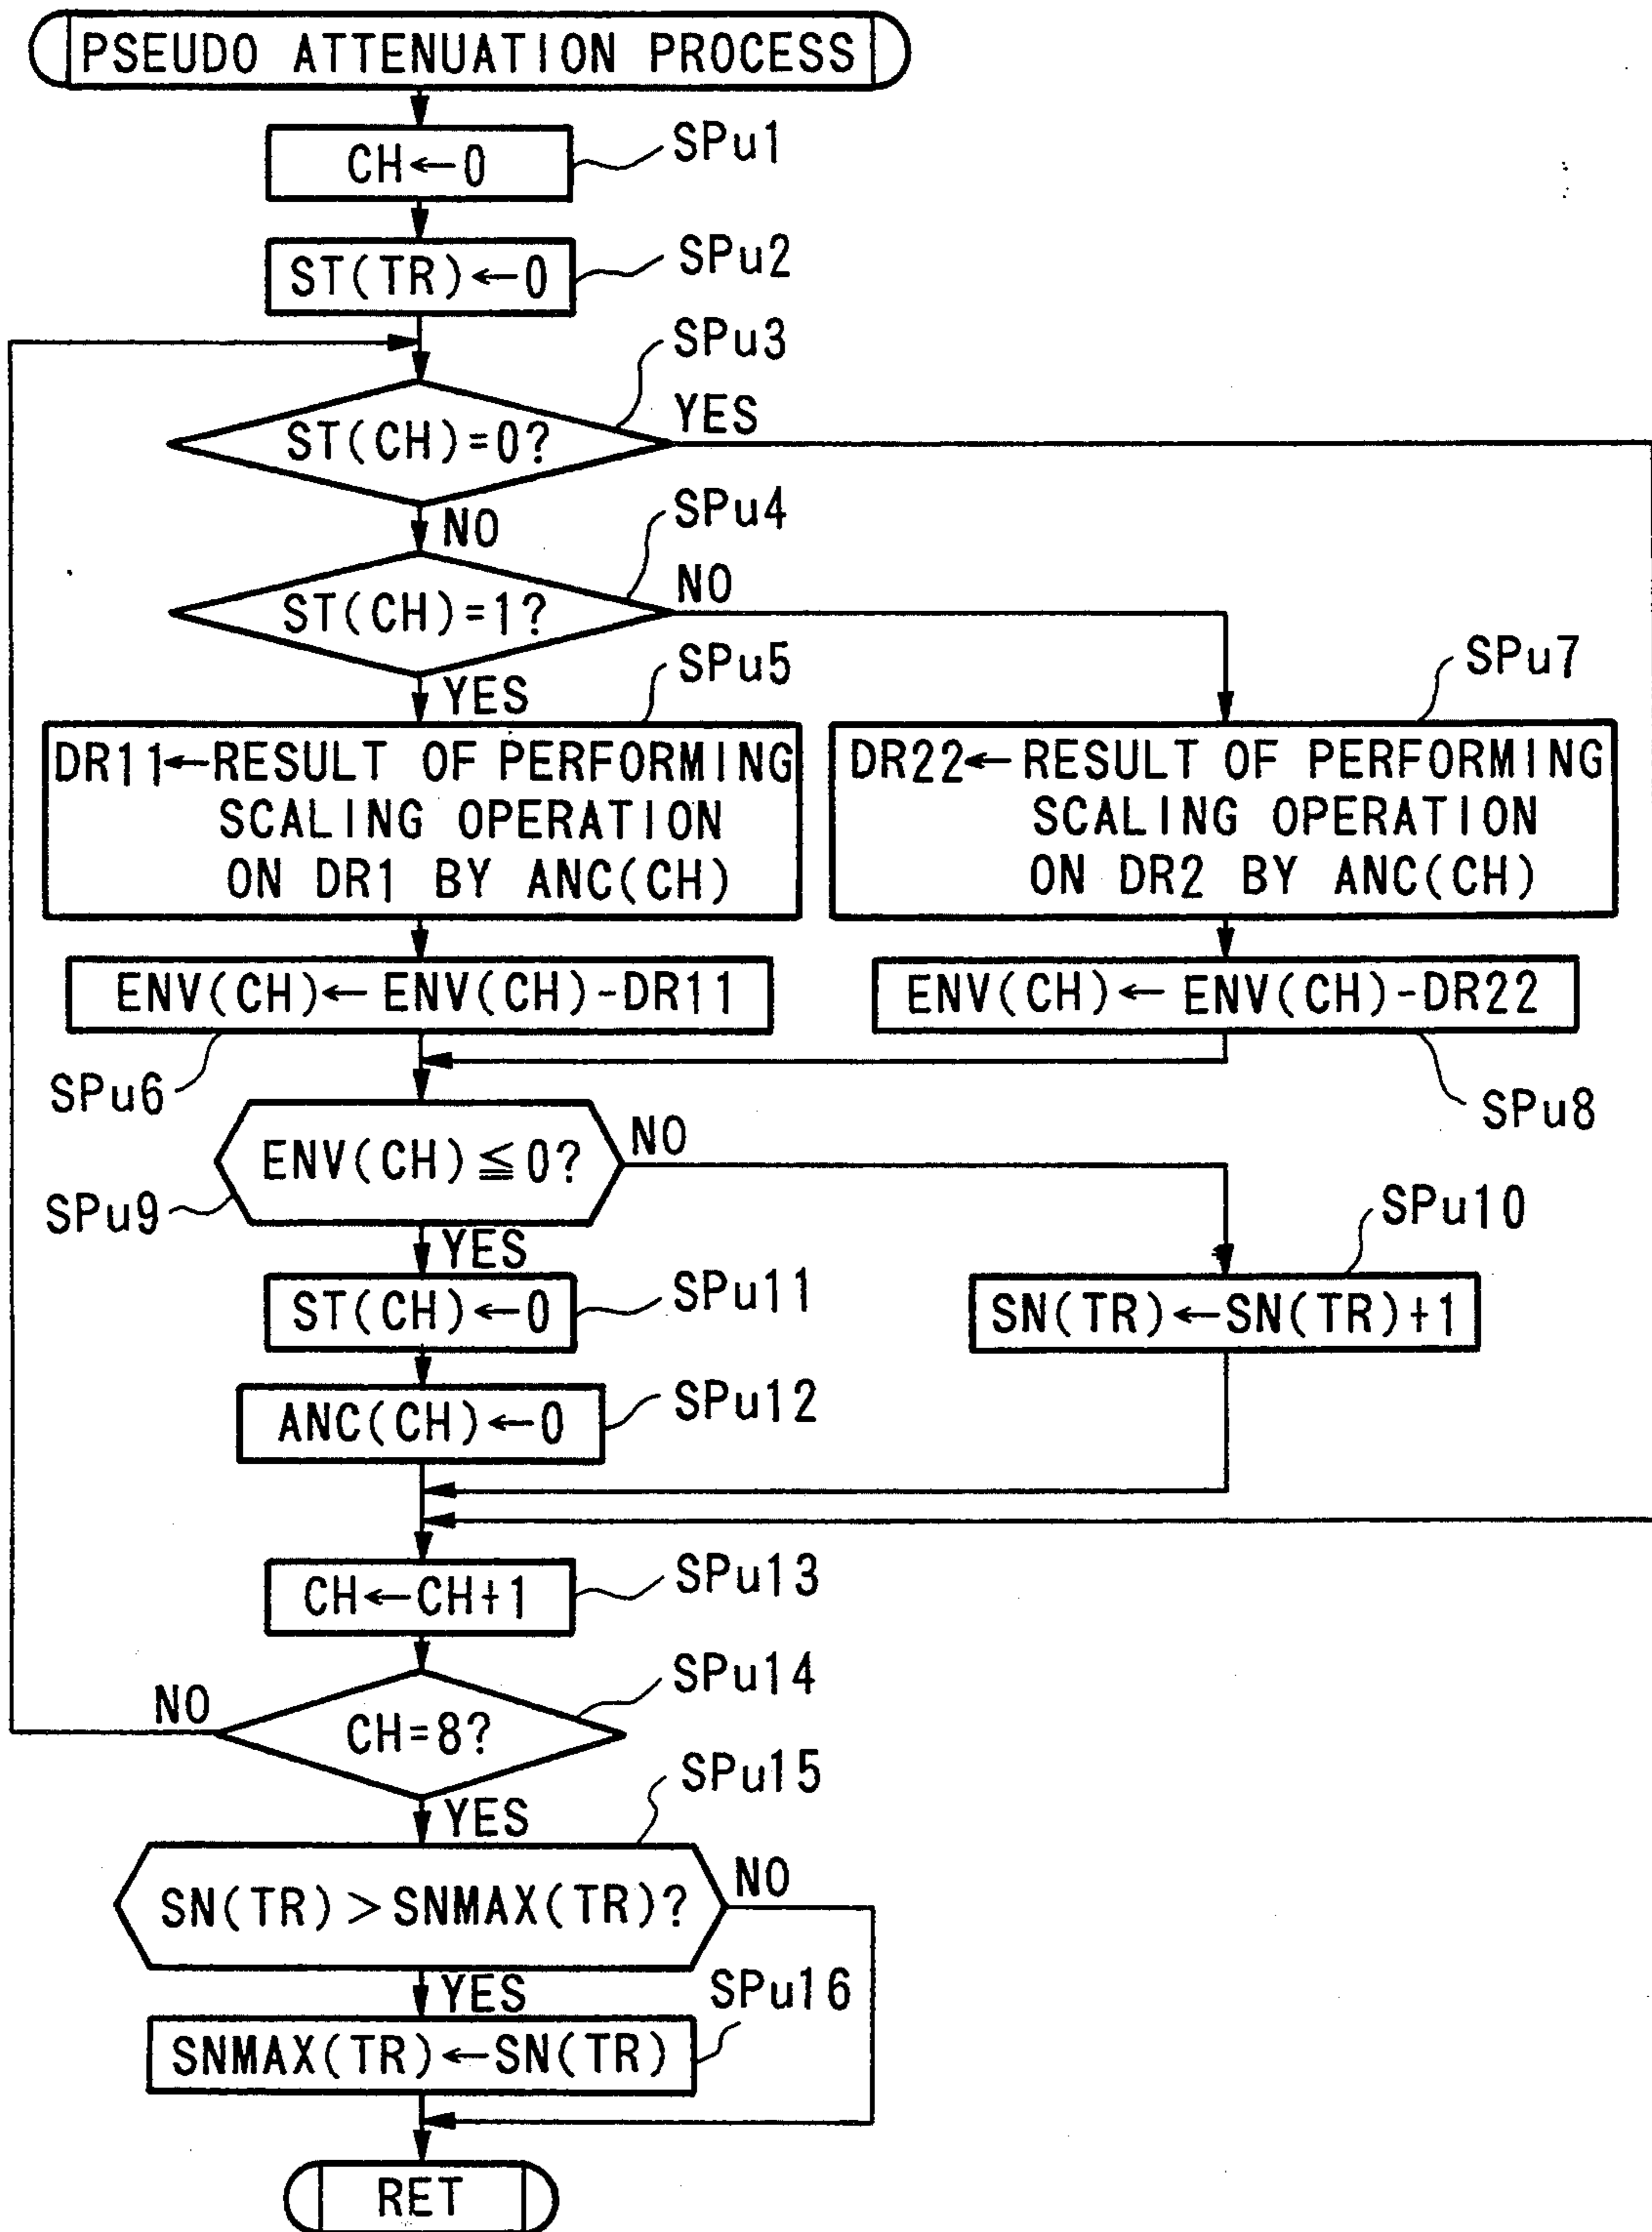 PSEUDO ATTENUATION PROCESS
SPu1
CH←0
SPu2
ST(TR)←0
SPu3
ST(CH)=0?
YES
NO
SPu4
ST(CH)=1?
NO
YES
SPu5
DR11←RESULT OF PERFORMING
SCALING OPERATION
ON DR1 BY ANC(CH)
SPu7
DR22←RESULT OF PERFORMING
SCALING OPERATION
ON DR2 BY ANC(CH)
ENV(CH)←ENV(CH)-DR11
SPu6
ENV(CH)←ENV(CH)-DR22
SPu8
ENV(CH)≦0?
NO
SPu9
YES
SPu10
SN(TR)←SN(TR)+1
SPu11
ST(CH)←0
SPu12
ANC(CH)←0
SPu13
CH←CH+1
SPu14
CH=8?
NO
YES
SPu15
SN(TR)>SNMAX(TR)?
NO
YES
SPu16
SNMAX(TR)←SN(TR)
RET